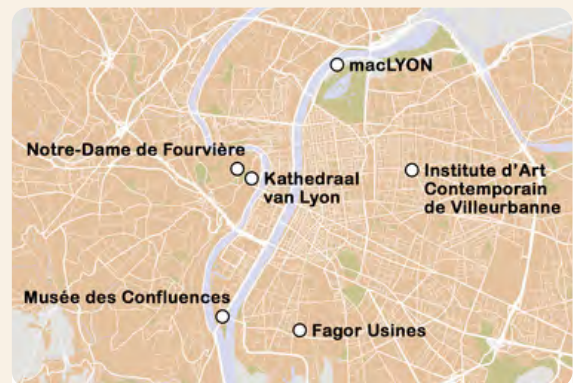 macLYON
Notre-Dame de Fourvière
Kathedraal
van Lyon
Institute d’Art
Contemporain
de Villeurbanne
Musée des Confluences
Fagor Usines